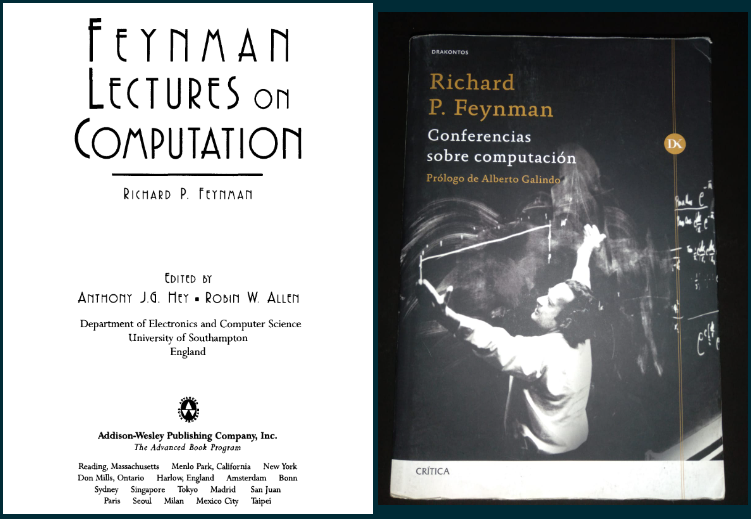 FEYNMAN
LECTURES ON
COMPUTATION
RICHARD P. FEYNMAN
EDITED BY
ANTHONY J.G. HEY ▪ ROBIN W. ALLEN
Department of Electronics and Computer Science
University of Southampton
England
Addison-Wesley Publishing Company, Inc.
The Advanced Book Program
Reading, Massachusetts Menlo Park, California New York
Don Mills, Ontario Harlow, England Amsterdam Bonn
Sydney Singapore Tokyo Madrid San Juan
Paris Seoul Milan Mexico City Taipei
DRAKONTOS
Richard
P. Feynman
Conferencias
sobre computación
Prólogo de Alberto Galindo
DK
CRÍTICA